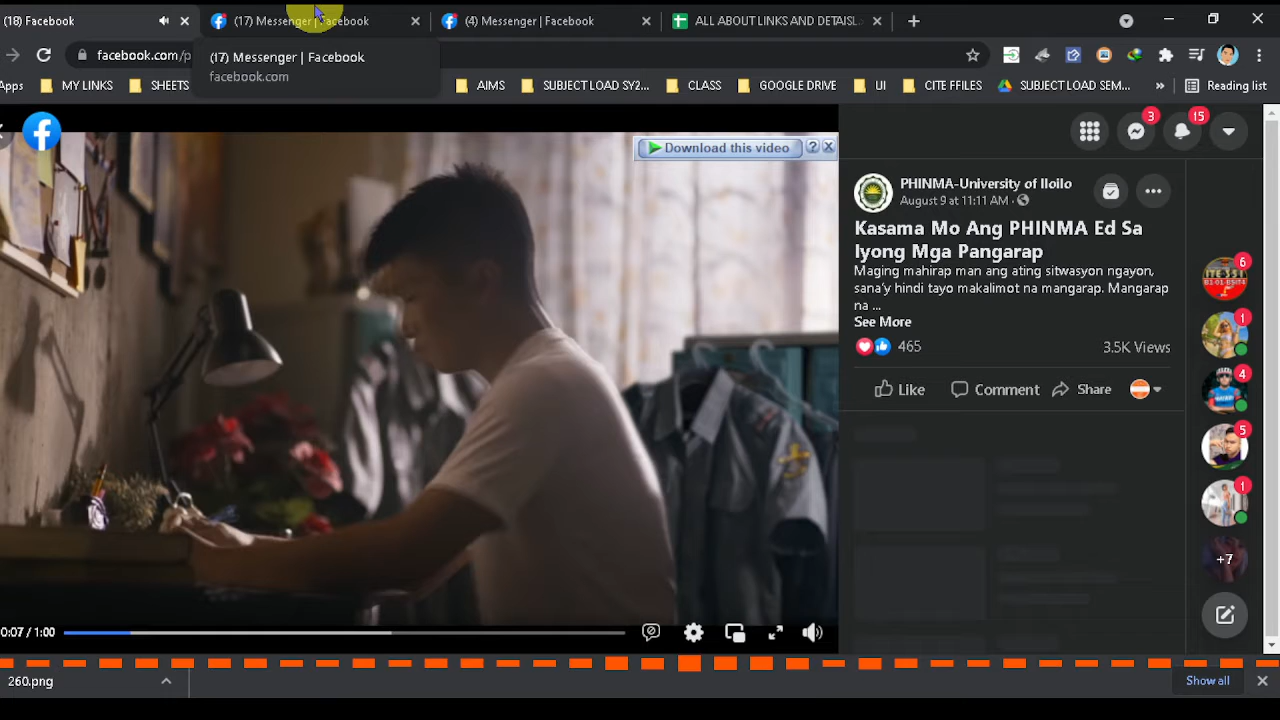 (18) Facebook
(17) Messenger | Facebook
(4) Messenger | Facebook
ALL ABOUT LINKS AND DETAISL
facebook.com/p
(17) Messenger | Facebook
facebook.com
Apps
MY LINKS
SHEETS
AIMS
SUBJECT LOAD SY2...
CLASS
GOOGLE DRIVE
UI
CITE FFILES
SUBJECT LOAD SEM...
»
Reading list
Download this video
?
3
15
PHINMA-University of Iloilo
August 9 at 11:11 AM ·
Kasama Mo Ang PHINMA Ed Sa
Iyong Mga Pangarap
Maging mahirap man ang ating sitwasyon ngayon,
sana'y hindi tayo makalimot na mangarap. Mangarap
na ...
See More
465
3.5K Views
Like
Comment
Share
6
ITE 351
1
4
5
1
+7
0:07 / 1:00
260.png
Show all